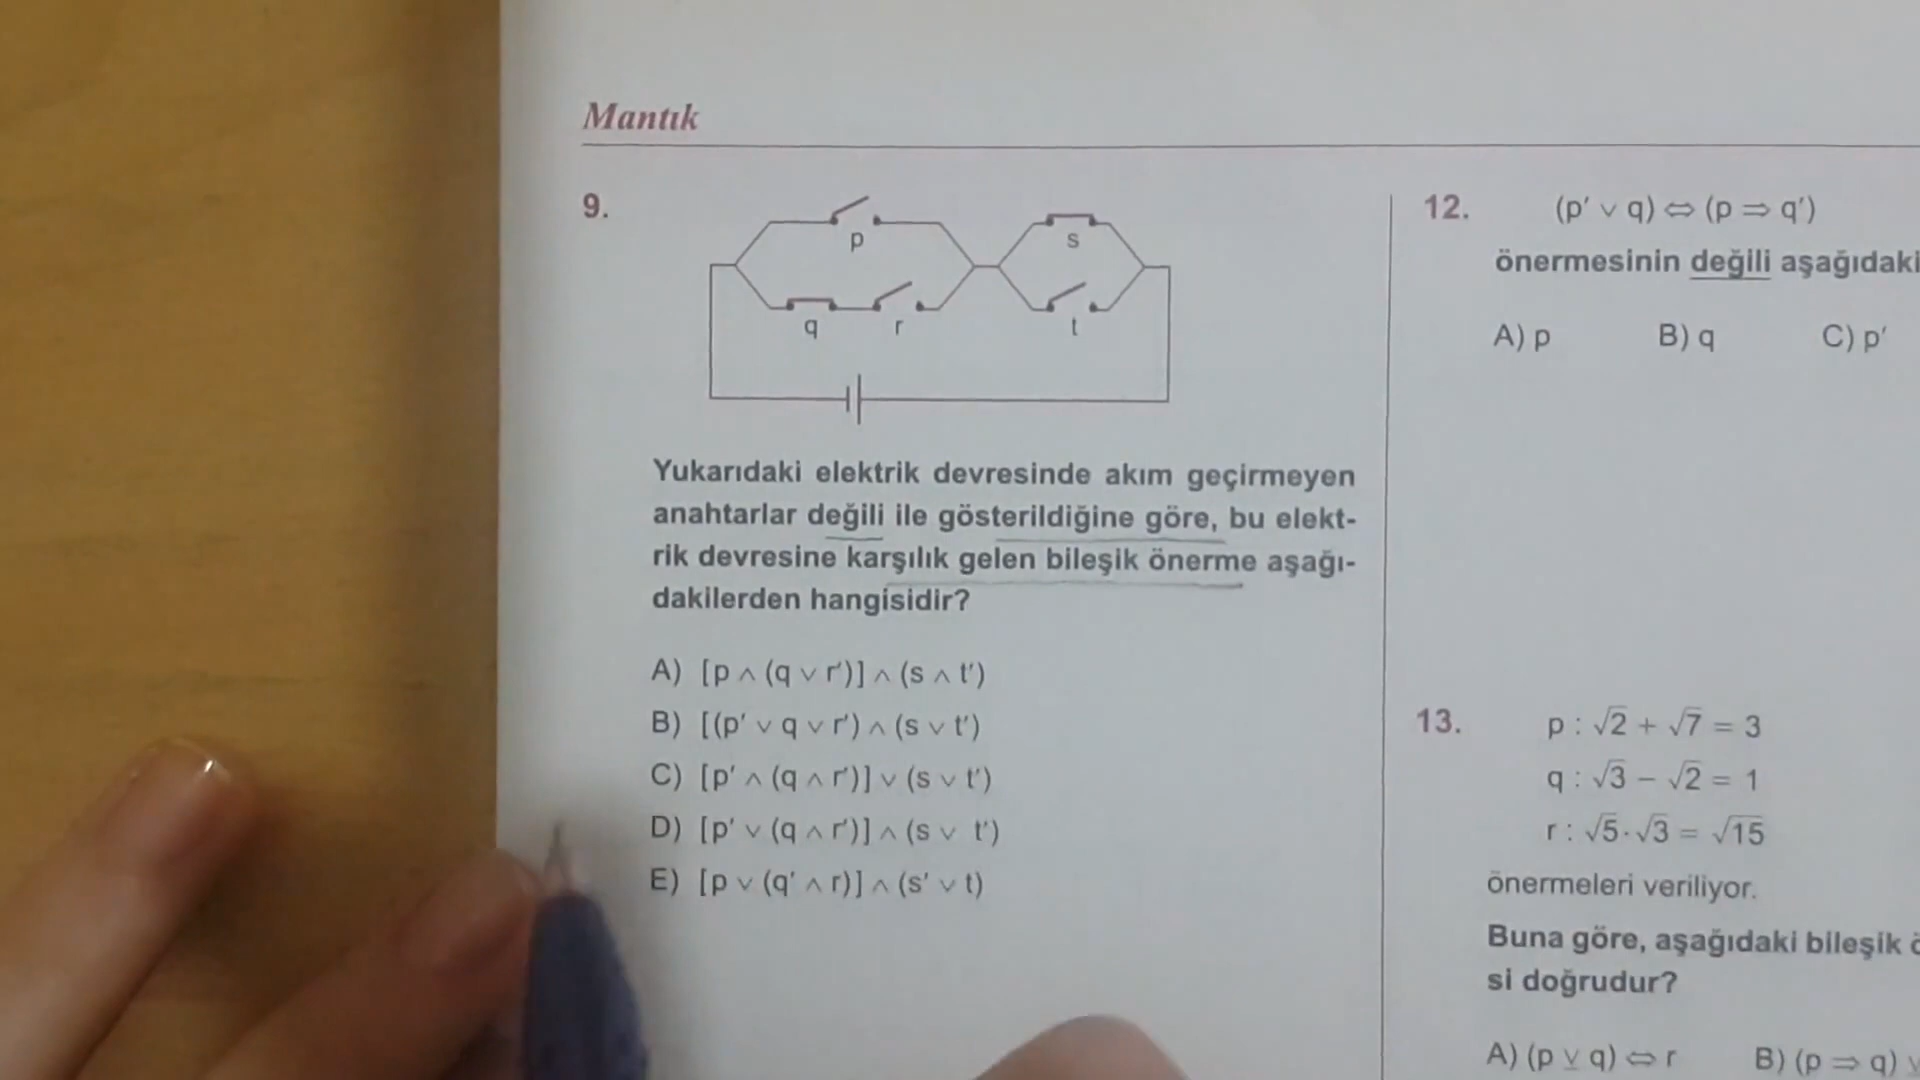 Mantık
9.
p
s
q
r
t
Yukarıdaki elektrik devresinde akım geçirmeyen
anahtarlar değili ile gösterildiğine göre, bu elekt-
rik devresine karşılık gelen bileşik önerme aşağı-
dakilerden hangisidir?
A) [p ∧ (q ∨ r')] ∧ (s ∧ t')
B) [(p' ∨ q ∨ r') ∧ (s ∨ t')
C) [p' ∧ (q ∧ r')] ∨ (s ∨ t')
D) [p' ∨ (q ∧ r')] ∧ (s ∨ t')
E) [p ∨ (q' ∧ r)] ∧ (s' ∨ t)
12. (p' ∨ q) ⇔ (p ⇒ q')
önermesinin değili aşağıdaki
A) p B) q C) p'
13. p : √2 + √7 = 3
q : √3 − √2 = 1
r : √5 · √3 = √15
önermeleri veriliyor.
Buna göre, aşağıdaki bileşik
si doğrudur?
A) (p ⊻ q) ⇔ r B) (p ⇒ q)